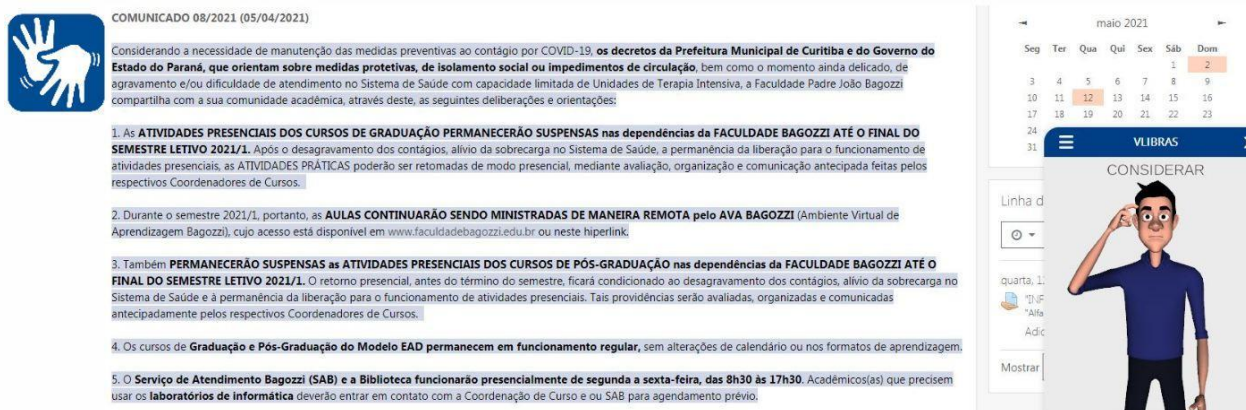 COMUNICADO 08/2021 (05/04/2021)
Considerando a necessidade de manutenção das medidas preventivas ao contágio por COVID-19, os decretos da Prefeitura Municipal de Curitiba e do Governo do
Estado do Paraná, que orientam sobre medidas protetivas, de isolamento social ou impedimentos de circulação, bem como o momento ainda delicado, de
agravamento e/ou dificuldade de atendimento no Sistema de Saúde com capacidade limitada de Unidades de Terapia Intensiva, a Faculdade Padre João Bagozzi
compartilha com a sua comunidade acadêmica, através deste, as seguintes deliberações e orientações:
1. As ATIVIDADES PRESENCIAIS DOS CURSOS DE GRADUAÇÃO PERMANECERÃO SUSPENSAS nas dependências da FACULDADE BAGOZZI ATÉ O FINAL DO
SEMESTRE LETIVO 2021/1. Após o desagravamento dos contágios, alívio da sobrecarga no Sistema de Saúde, a permanência da liberação para o funcionamento de
atividades presenciais, as ATIVIDADES PRÁTICAS poderão ser retomadas de modo presencial, mediante avaliação, organização e comunicação antecipada feitas pelos
respectivos Coordenadores de Cursos.
2. Durante o semestre 2021/1, portanto, as AULAS CONTINUARÃO SENDO MINISTRADAS DE MANEIRA REMOTA pelo AVA BAGOZZI (Ambiente Virtual de
Aprendizagem Bagozzi), cujo acesso está disponível em www.faculdadebagozzi.edu.br ou neste hiperlink.
3. Também PERMANECERÃO SUSPENSAS as ATIVIDADES PRESENCIAIS DOS CURSOS DE PÓS-GRADUAÇÃO nas dependências da FACULDADE BAGOZZI ATÉ O
FINAL DO SEMESTRE LETIVO 2021/1. O retorno presencial, antes do término do semestre, ficará condicionado ao desagravamento dos contágios, alívio da sobrecarga no
Sistema de Saúde e à permanência da liberação para o funcionamento de atividades presenciais. Tais providências serão avaliadas, organizadas e comunicadas
antecipadamente pelos respectivos Coordenadores de Cursos.
4. Os cursos de Graduação e Pós-Graduação do Modelo EAD permanecem em funcionamento regular, sem alterações de calendário ou nos formatos de aprendizagem.
5. O Serviço de Atendimento Bagozzi (SAB) e a Biblioteca funcionarão presencialmente de segunda a sexta-feira, das 8h30 às 17h30. Acadêmicos(as) que precisem
usar os laboratórios de informática deverão entrar em contato com a Coordenação de Curso e ou SAB para agendamento prévio.
maio 2021
Seg Ter Qua Qui Sex Sáb Dom
1 2
3 4 5 6 7 8 9
10 11 12 13 14 15 16
17 18 19 20 21 22 23
24
31
VLIBRAS
CONSIDERAR
Linha d
quarta, 1
"INF
"Alfa
Adic
Mostrar